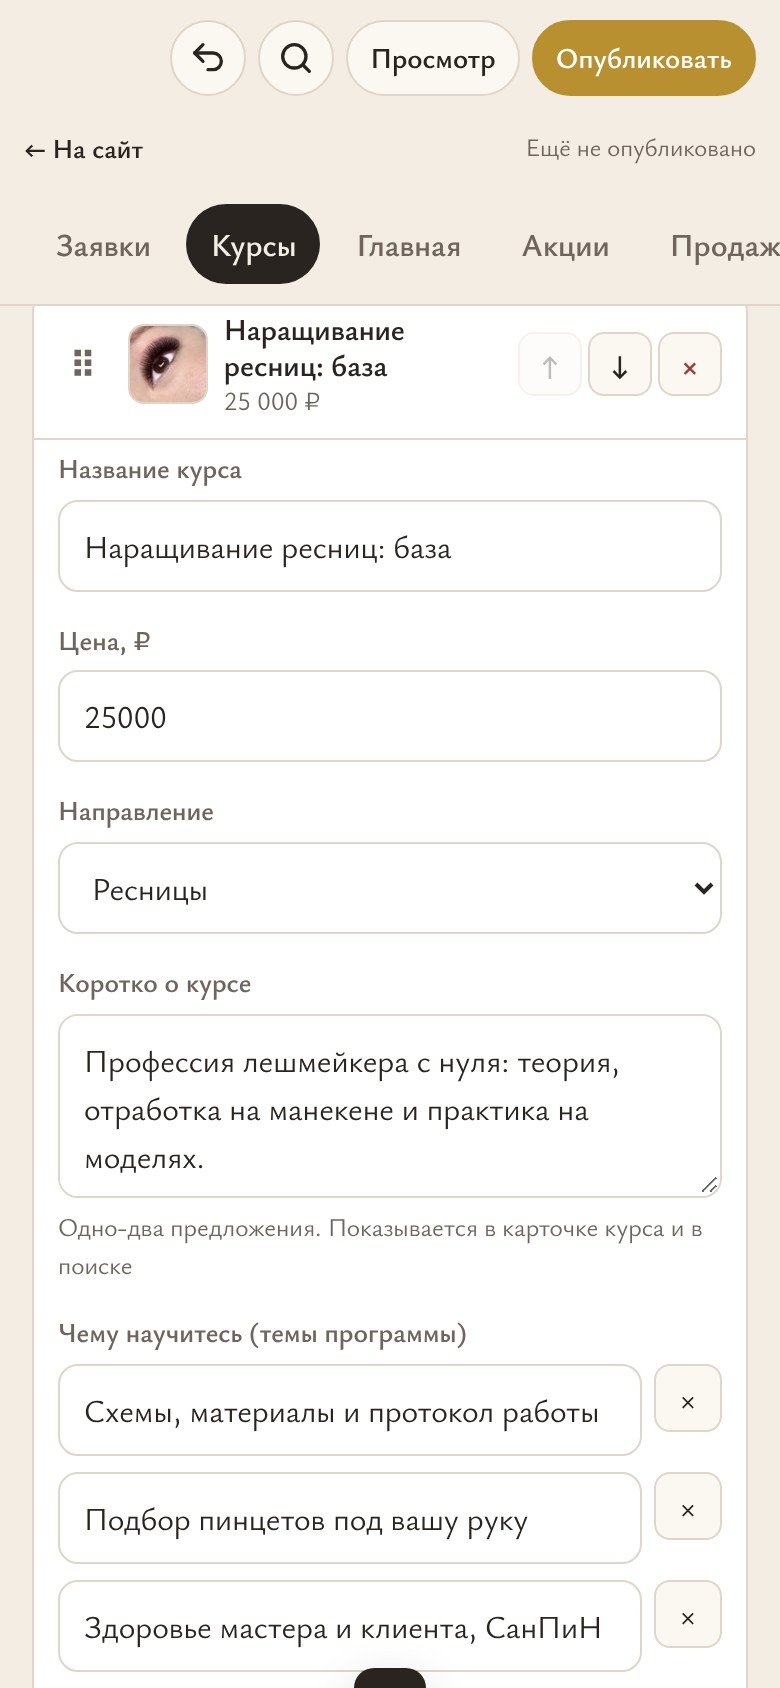 Просмотр
Опубликовать
← На сайт
Ещё не опубликовано
Заявки
Курсы
Главная
Акции
Продаж
Наращивание
ресниц: база
25 000 ₽
↑
↓
×
Название курса
Наращивание ресниц: база
Цена, ₽
25000
Направление
Ресницы
Коротко о курсе
Профессия лешмейкера с нуля: теория,
отработка на манекене и практика на
моделях.
Одно-два предложения. Показывается в карточке курса и в
поиске
Чему научитесь (темы программы)
Схемы, материалы и протокол работы
×
Подбор пинцетов под вашу руку
×
Здоровье мастера и клиента, СанПиН
×